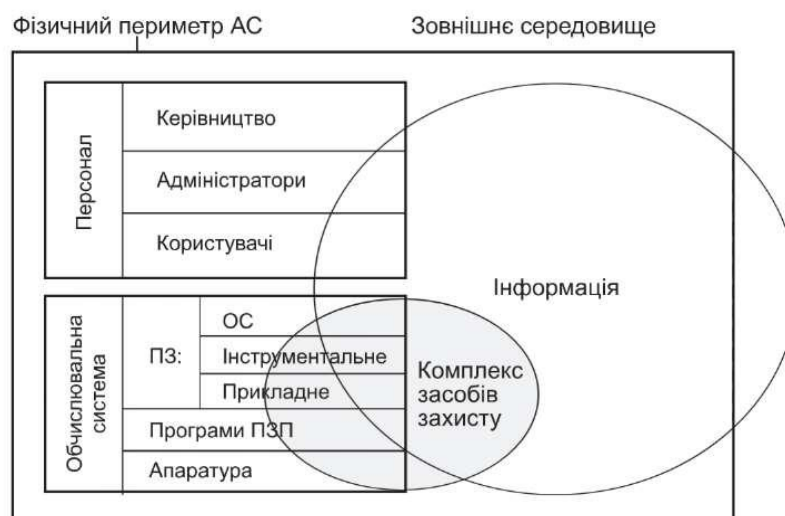 Фізичний периметр АС
Зовнішнє середовище
Персонал
Керівництво
Адміністратори
Користувачі
Інформація
Обчислювальна
система
ПЗ:
ОС
Інструментальне
Прикладне
Програми ПЗП
Апаратура
Комплекс
засобів
захисту